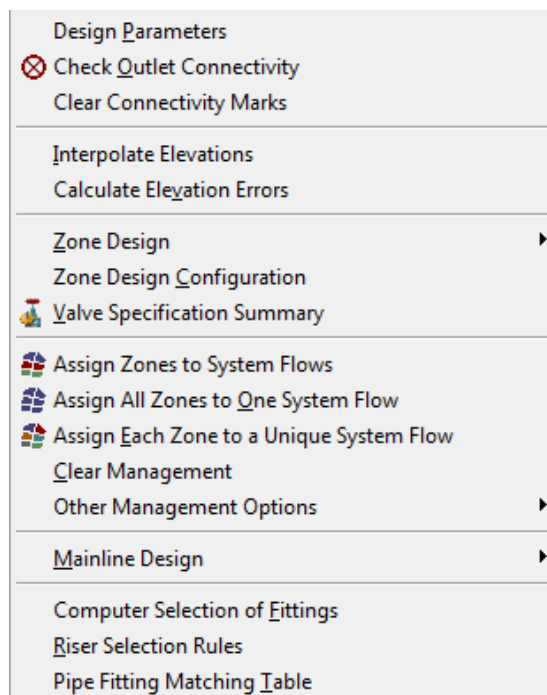 Design Parameters
Check Outlet Connectivity
Clear Connectivity Marks
Interpolate Elevations
Calculate Elevation Errors
Zone Design
Zone Design Configuration
Valve Specification Summary
Assign Zones to System Flows
Assign All Zones to One System Flow
Assign Each Zone to a Unique System Flow
Clear Management
Other Management Options
Mainline Design
Computer Selection of Fittings
Riser Selection Rules
Pipe Fitting Matching Table